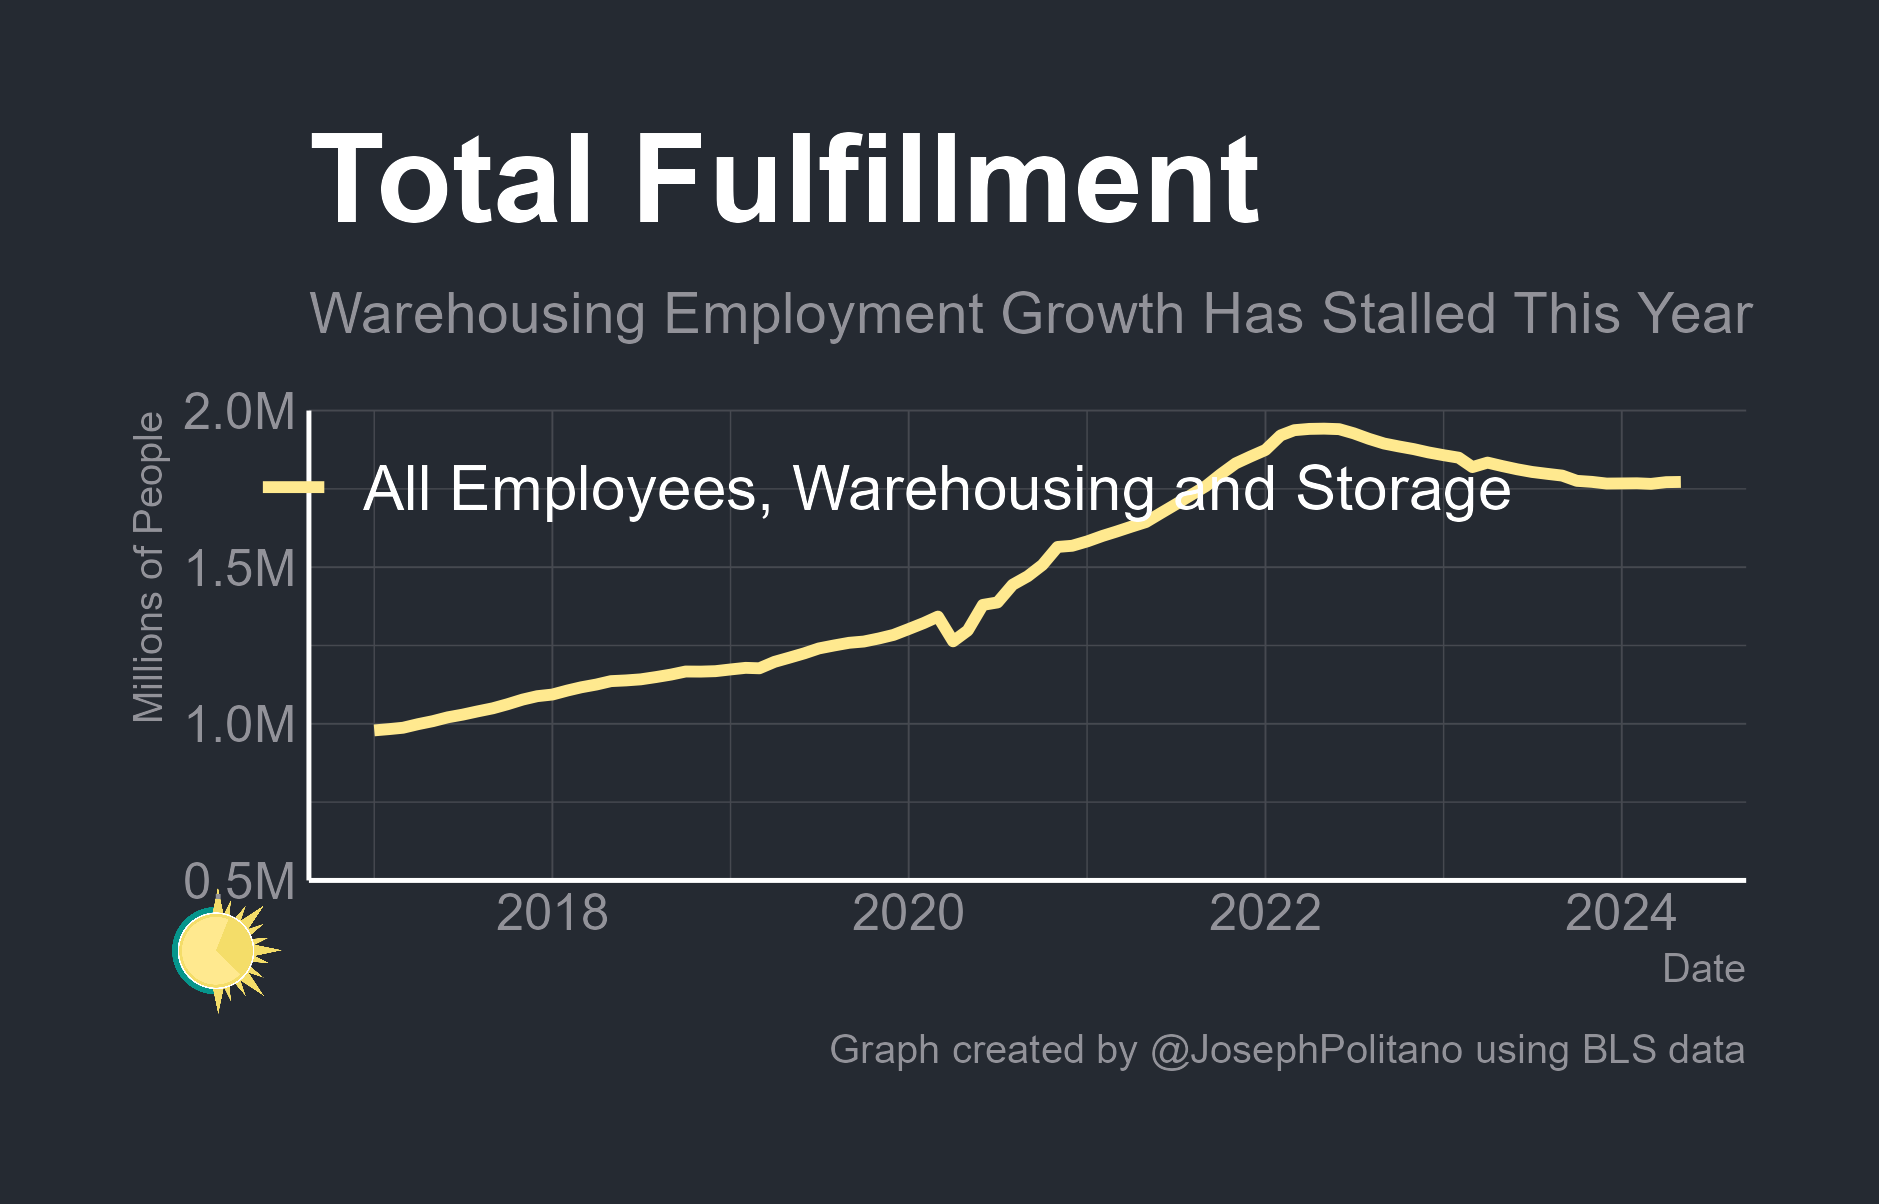 Total Fulfillment
Warehousing Employment Growth Has Stalled This Year
Millions of People
2.0M
1.5M
1.0M
0.5M
All Employees, Warehousing and Storage
2018 2020 2022 2024
Date
Graph created by @JosephPolitano using BLS data